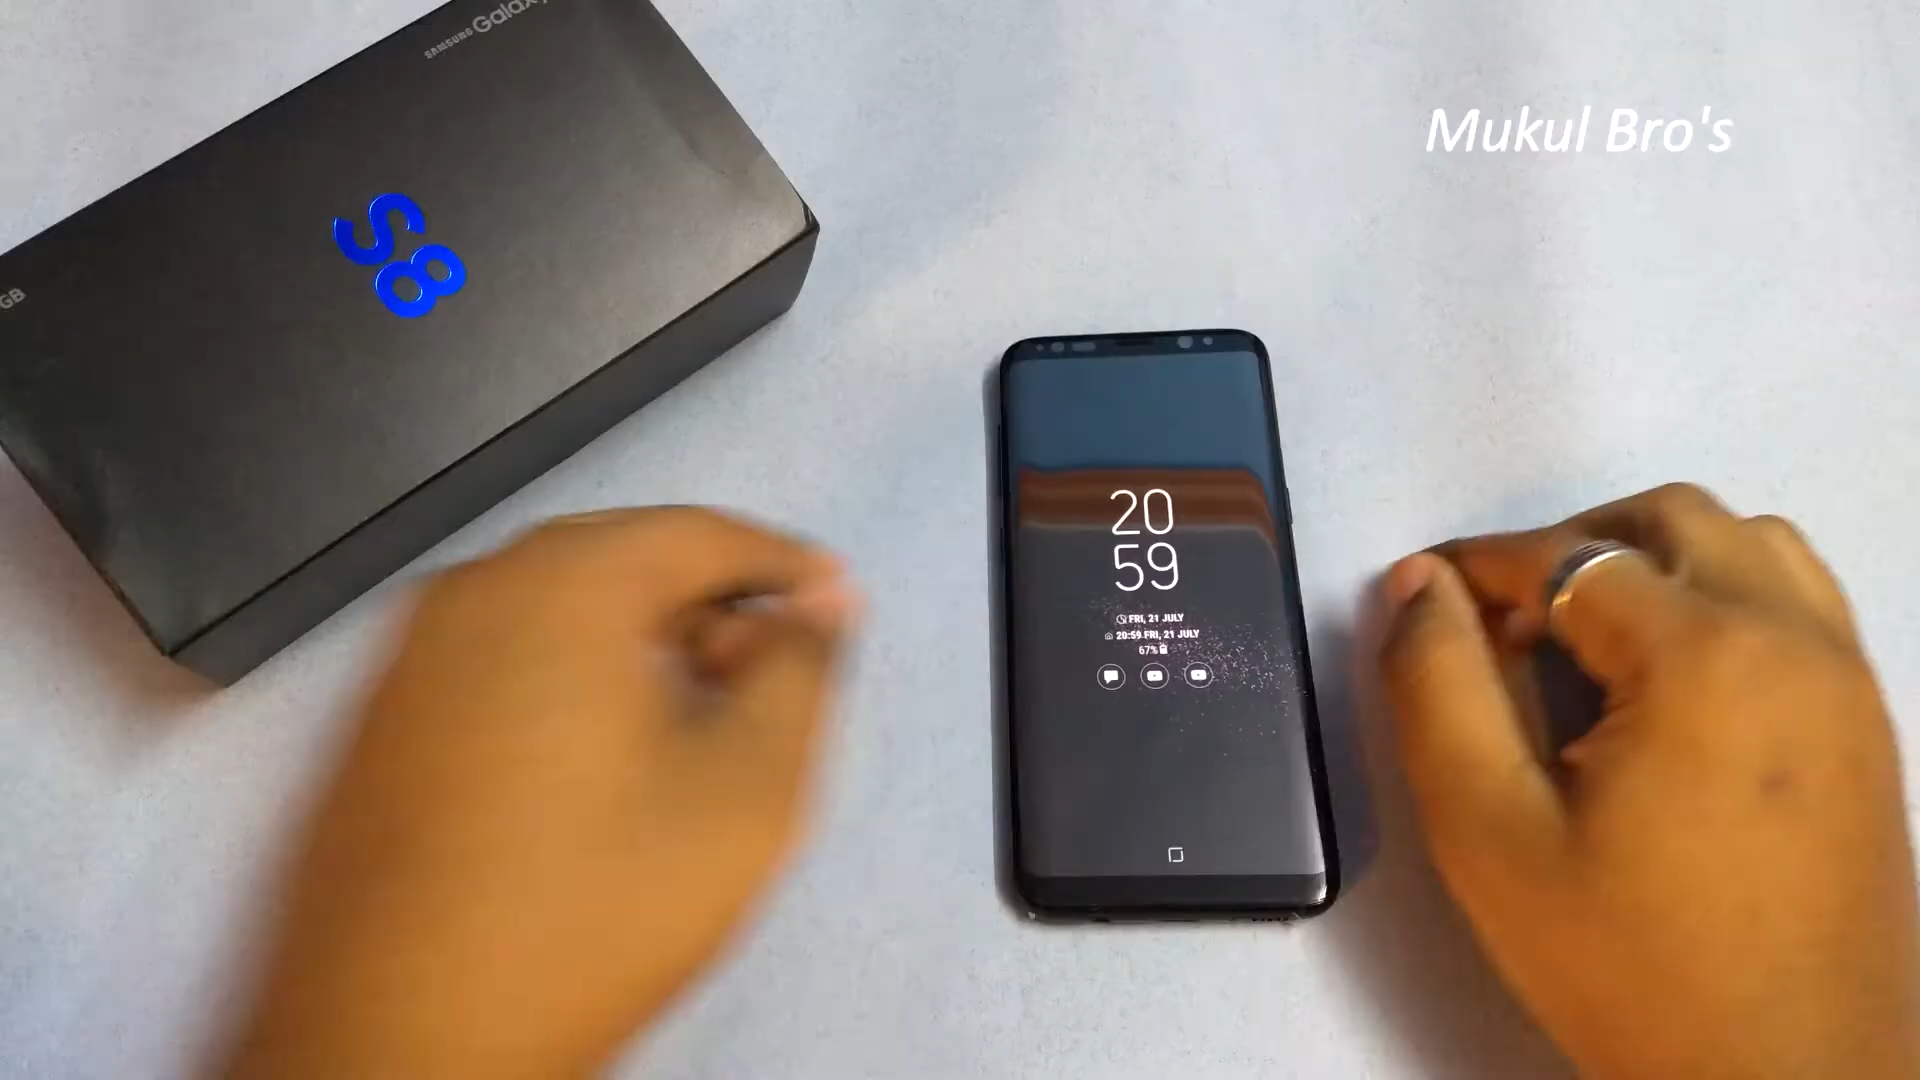 SAMSUNG Galaxy
S8
GB
Mukul Bro's
20
59
FRI, 21 JULY
20:59 FRI, 21 JULY
67%